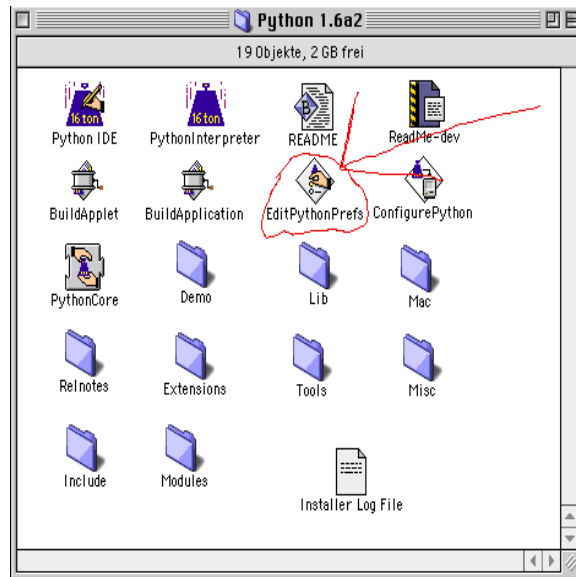 Python 1.6a2
19 Objekte, 2 GB frei
16 ton
16 ton
Python IDE
PythonInterpreter
README
ReadMe-dev
BuildApplet
BuildApplication
EditPythonPrefs
ConfigurePython
PythonCore
Demo
Lib
Mac
Relnotes
Extensions
Tools
Misc
Include
Modules
Installer Log File